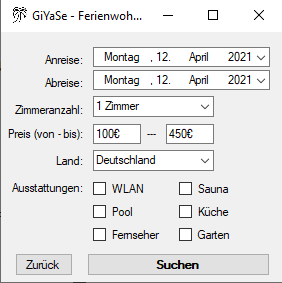 GiYaSe - Ferienwoh...
Anreise: Montag , 12. April 2021
Abreise: Montag , 12. April 2021
Zimmeranzahl: 1 Zimmer
Preis (von - bis): 100€ --- 450€
Land: Deutschland
Ausstattungen: WLAN Sauna
Pool Küche
Fernseher Garten
Zurück Suchen